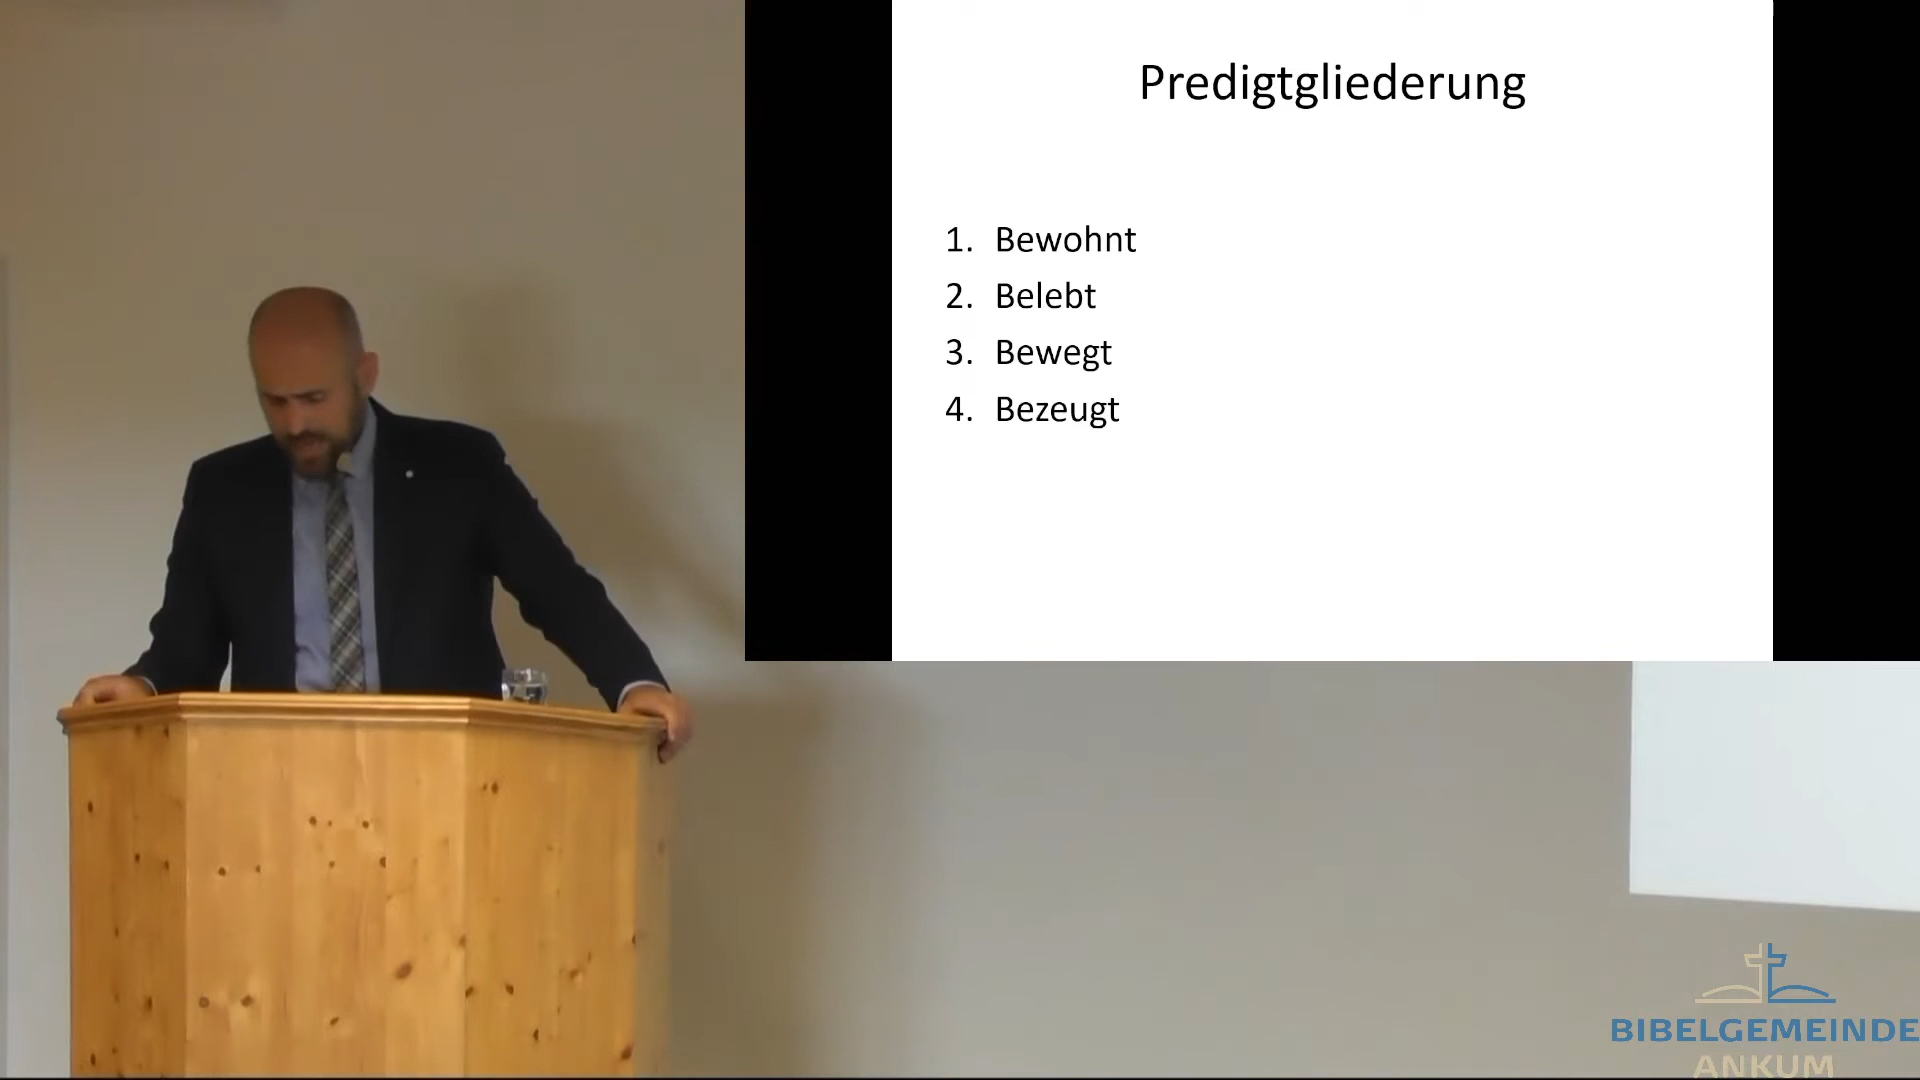 Predigtgliederung
1. Bewohnt
2. Belebt
3. Bewegt
4. Bezeugt
BIBELGEMEINDE
ANKUM